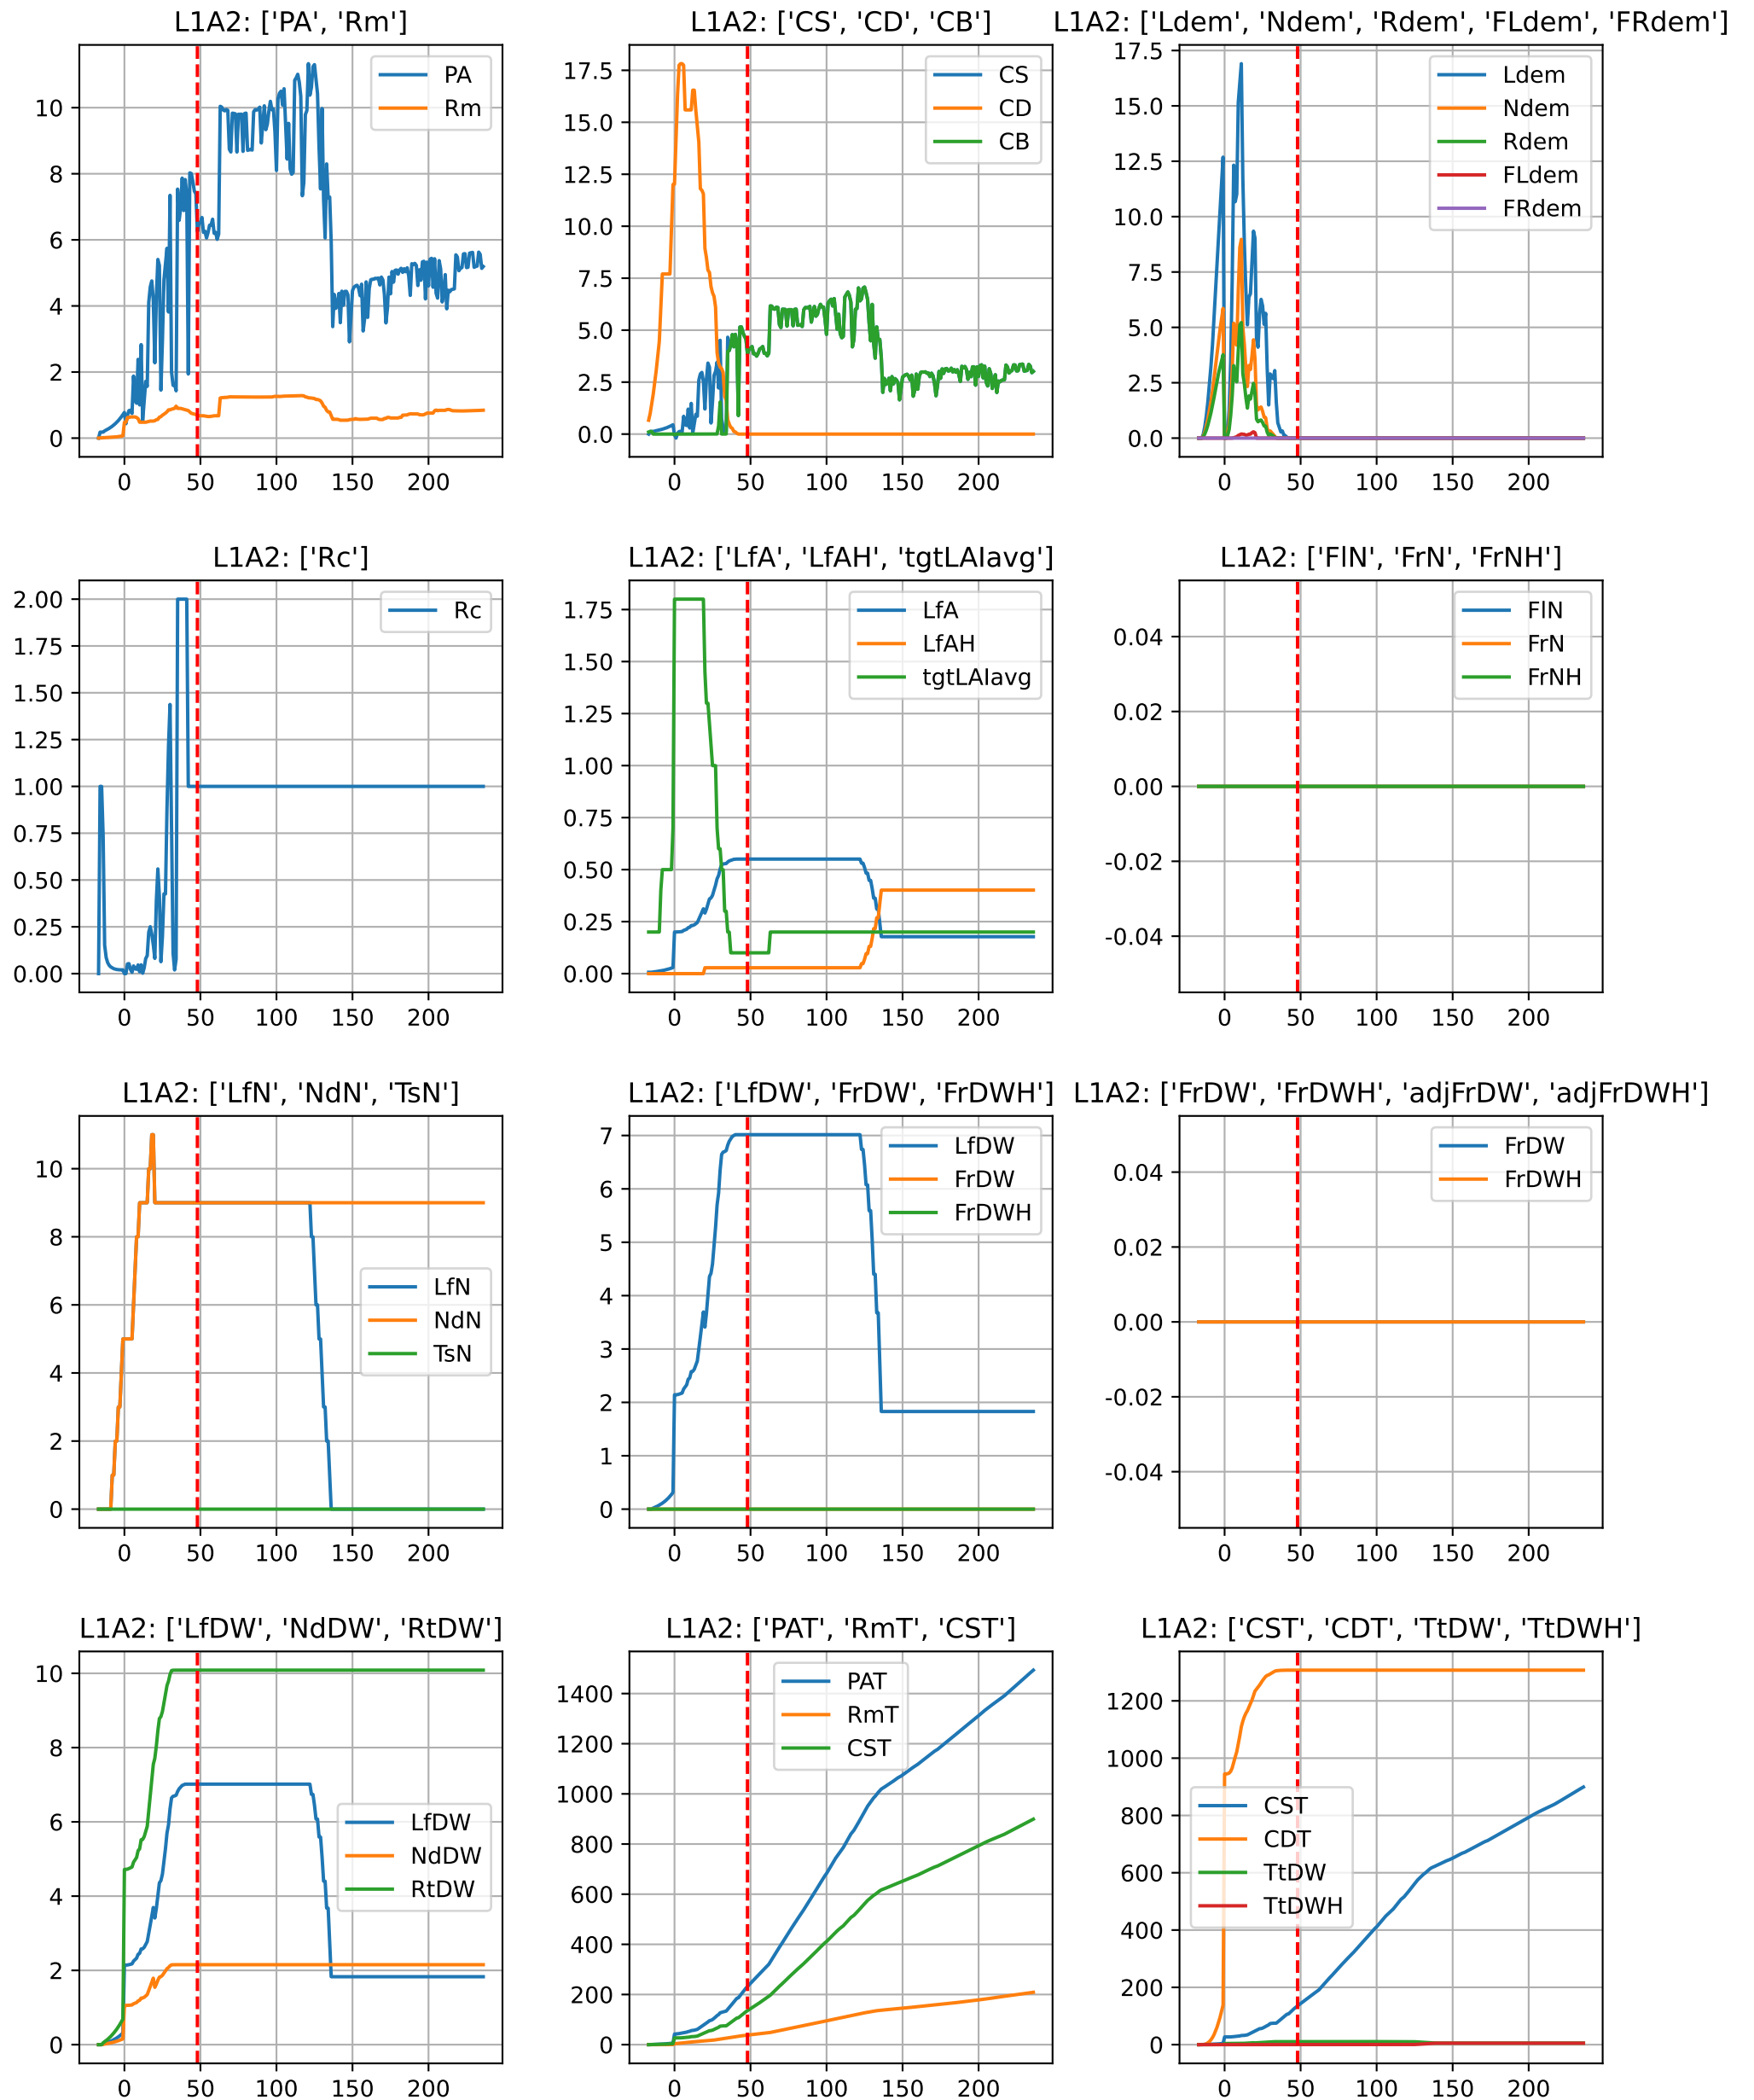 L1A2: ['PA', 'Rm']
PA
Rm
10
8
6
4
2
0
0 50 100 150 200
L1A2: ['CS', 'CD', 'CB']
CS
CD
CB
17.5
15.0
12.5
10.0
7.5
5.0
2.5
0.0
0 50 100 150 200
L1A2: ['Ldem', 'Ndem', 'Rdem', 'FLdem', 'FRdem']
Ldem
Ndem
Rdem
FLdem
FRdem
17.5
15.0
12.5
10.0
7.5
5.0
2.5
0.0
0 50 100 150 200
L1A2: ['Rc']
Rc
2.00
1.75
1.50
1.25
1.00
0.75
0.50
0.25
0.00
0 50 100 150 200
L1A2: ['LfA', 'LfAH', 'tgtLAIavg']
LfA
LfAH
tgtLAIavg
1.75
1.50
1.25
1.00
0.75
0.50
0.25
0.00
0 50 100 150 200
L1A2: ['FlN', 'FrN', 'FrNH']
FlN
FrN
FrNH
0.04
0.02
0.00
-0.02
-0.04
0 50 100 150 200
L1A2: ['LfN', 'NdN', 'TsN']
LfN
NdN
TsN
10
8
6
4
2
0
0 50 100 150 200
L1A2: ['LfDW', 'FrDW', 'FrDWH']
LfDW
FrDW
FrDWH
7
6
5
4
3
2
1
0
0 50 100 150 200
L1A2: ['FrDW', 'FrDWH', 'adjFrDW', 'adjFrDWH']
FrDW
FrDWH
0.04
0.02
0.00
-0.02
-0.04
0 50 100 150 200
L1A2: ['LfDW', 'NdDW', 'RtDW']
LfDW
NdDW
RtDW
10
8
6
4
2
0
0 50 100 150 200
L1A2: ['PAT', 'RmT', 'CST']
PAT
RmT
CST
1400
1200
1000
800
600
400
200
0
0 50 100 150 200
L1A2: ['CST', 'CDT', 'TtDW', 'TtDWH']
CST
CDT
TtDW
TtDWH
1200
1000
800
600
400
200
0
0 50 100 150 200